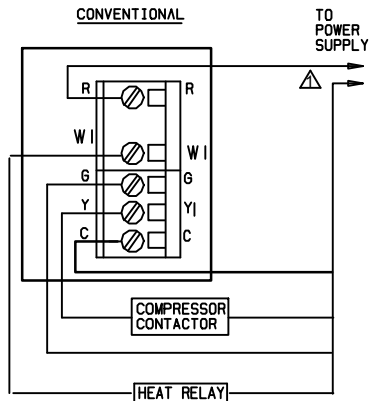 CONVENTIONAL
TO
POWER
SUPPLY
1
R R
W1 W1
G G
Y Y1
C C
COMPRESSOR
CONTACTOR
HEAT RELAY